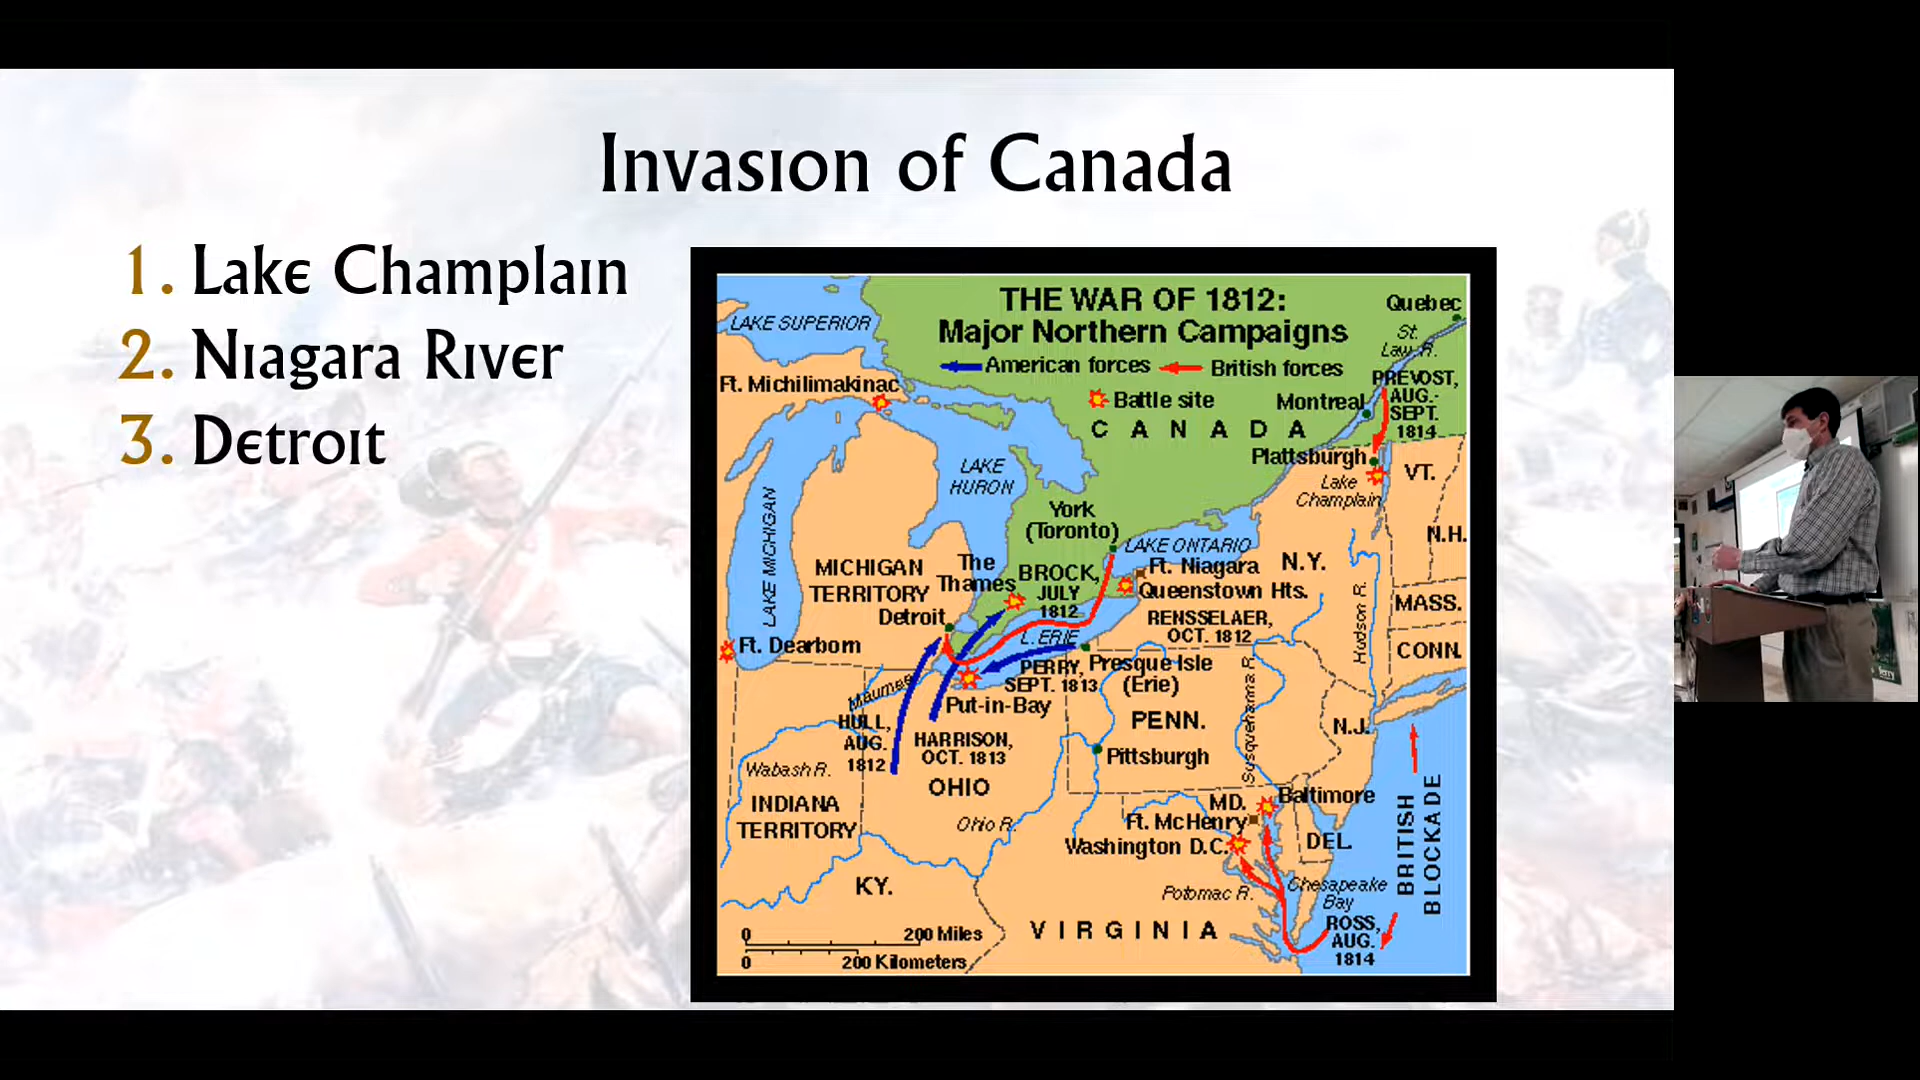 Invasion of Canada
1. Lake Champlain
2. Niagara River
3. Detroit
THE WAR OF 1812:
Major Northern Campaigns
American forces
British forces
Battle site
Quebec
LAKE SUPERIOR
St.
Law. R.
Ft. Michilimakinac
PREVOST,
AUG.-
SEPT.
1814
Montreal
CANADA
Plattsburgh
Lake
Champlain
VT.
LAKE
HURON
LAKE MICHIGAN
York
(Toronto)
N.H.
LAKE ONTARIO
MICHIGAN
TERRITORY
The
Thames
BROCK,
JULY
1812
Ft. Niagara
N.Y.
Queenstown Hts.
Hudson R.
MASS.
Detroit
RENSSELAER,
OCT. 1812
L. ERIE
Ft. Dearborn
CONN.
PERRY,
SEPT. 1813
Presque Isle
(Erie)
Maumee
Put-in-Bay
Susquehanna R.
HULL,
AUG.
1812
HARRISON,
OCT. 1813
PENN.
N.J.
Pittsburgh
Wabash R.
OHIO
INDIANA
TERRITORY
Ohio R.
MD.
Baltimore
Ft. McHenry
Washington D.C.
DEL.
BRITISH
BLOCKADE
KY.
Potomac R.
Chesapeake
Bay
VIRGINIA
ROSS,
AUG.
1814
0 200 Miles
0 200 Kilometers